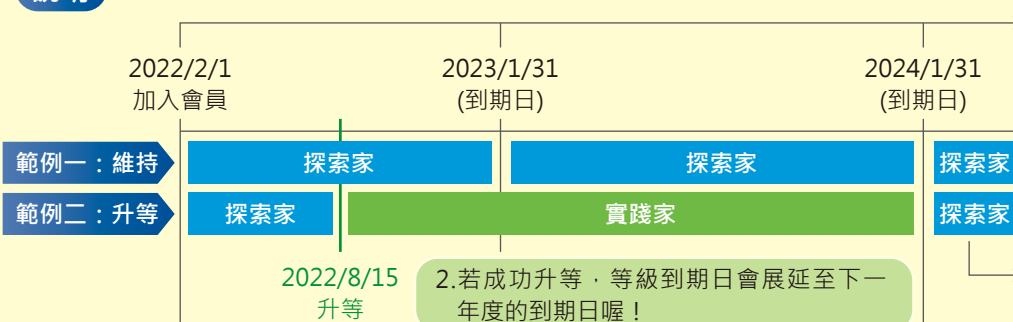 2022/2/1
加入會員
2023/1/31
(到期日)
2024/1/31
(到期日)
範例一：維持
探索家
探索家
探索家
範例二：升等
探索家
實踐家
探索家
2022/8/15
升等
2.若成功升等，等級到期日會展延至下一
年度的到期日喔！